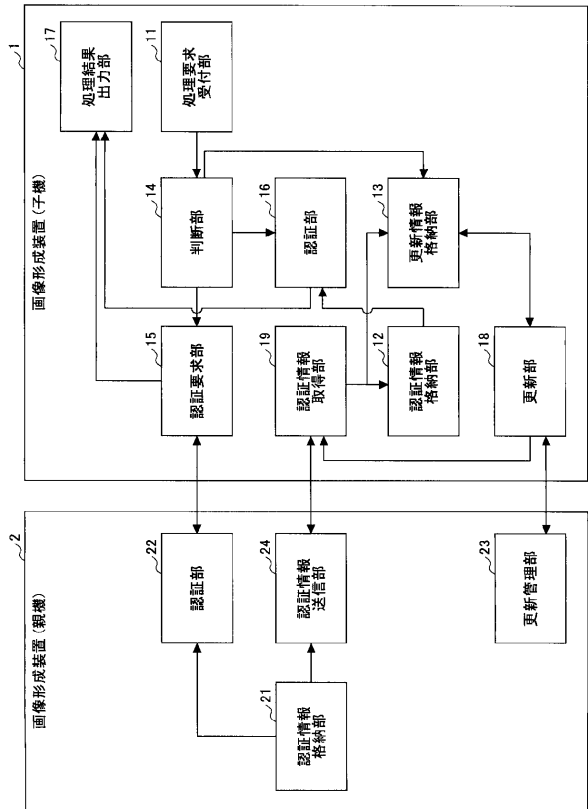 画像形成装置(親機)
2
認証情報
格納部
21
認証部
22
認証情報
送信部
24
更新管理部
23
画像形成装置(子機)
1
認証要求部
15
認証情報
取得部
19
認証情報
格納部
12
更新部
18
判断部
14
認証部
16
更新情報
格納部
13
処理結果
出力部
17
処理要求
受付部
11